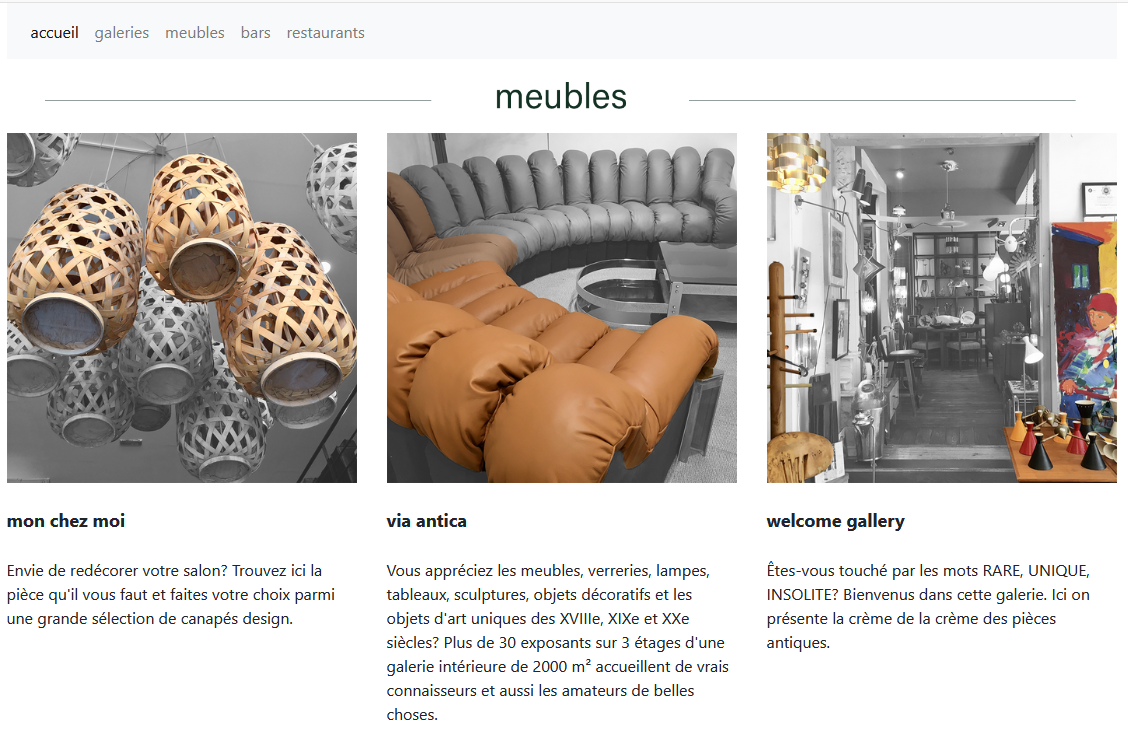 accueil galeries meubles bars restaurants
meubles
mon chez moi
Envie de redécorer votre salon? Trouvez ici la
pièce qu'il vous faut et faites votre choix parmi
une grande sélection de canapés design.
via antica
Vous appréciez les meubles, verreries, lampes,
tableaux, sculptures, objets décoratifs et les
objets d'art uniques des XVIIIe, XIXe et XXe
siècles? Plus de 30 exposants sur 3 étages d'une
galerie intérieure de 2000 m² accueillent de vrais
connaisseurs et aussi les amateurs de belles
choses.
welcome gallery
Êtes-vous touché par les mots RARE, UNIQUE,
INSOLITE? Bienvenus dans cette galerie. Ici on
présente la crème de la crème des pièces
antiques.